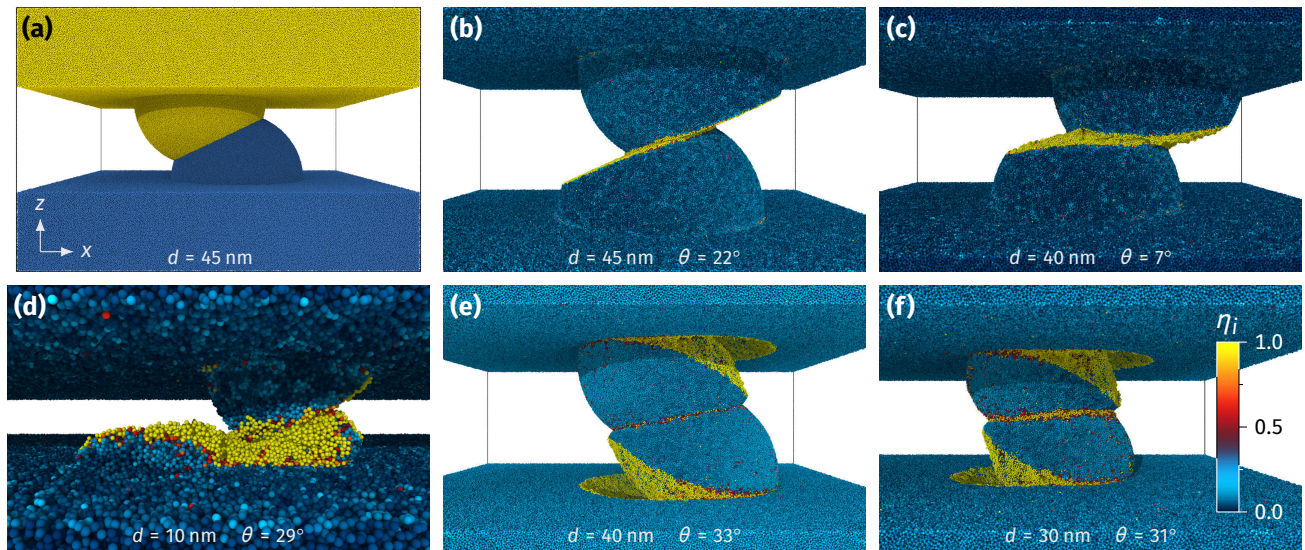 (a)
z
x
d = 45 nm
(b)
d = 45 nm θ = 22°
(c)
d = 40 nm θ = 7°
(d)
d = 10 nm θ = 29°
(e)
d = 40 nm θ = 33°
(f)
ηi
1.0
0.5
0.0
d = 30 nm θ = 31°